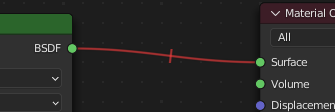 Material O
BSDF
All
Surface
Volume
Displacemen